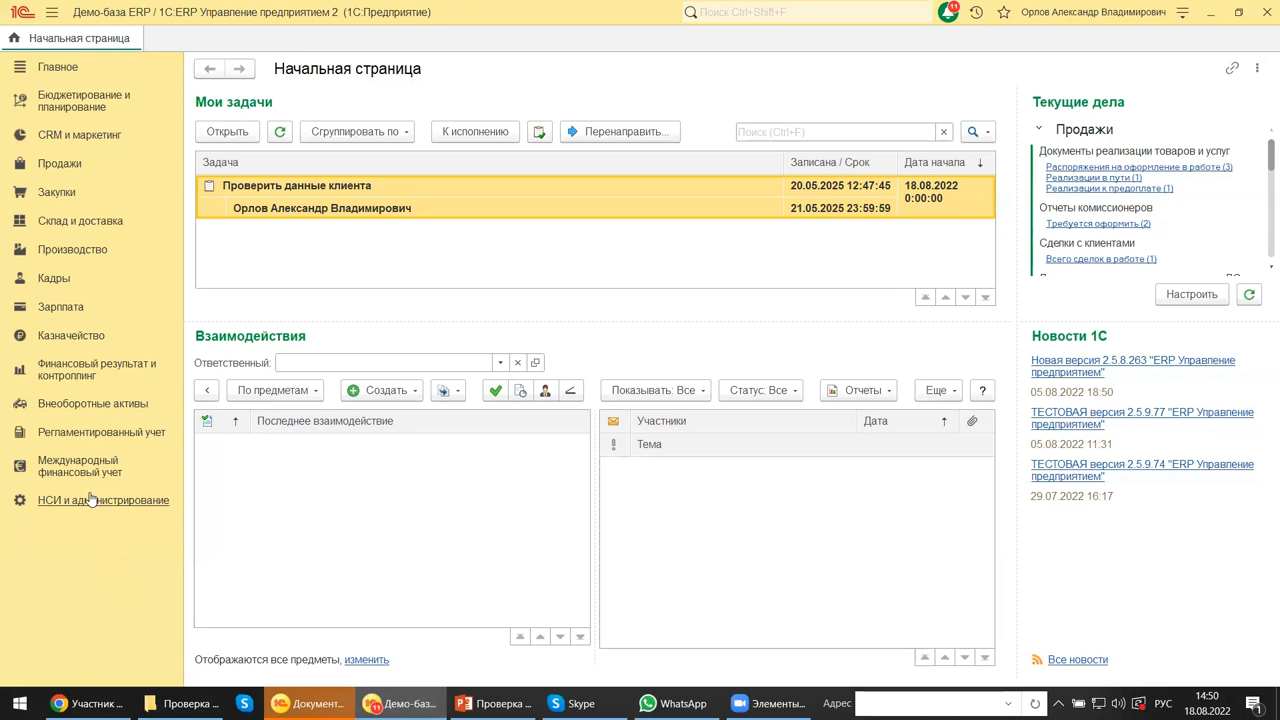 Демо-база ERP / 1С:ERP Управление предприятием 2 (1С:Предприятие)
Поиск Ctrl+Shift+F
11
Орлов Александр Владимирович
Начальная страница
Главное
Бюджетирование и
планирование
CRM и маркетинг
Продажи
Закупки
Склад и доставка
Производство
Кадры
Зарплата
Казначейство
Финансовый результат и
контроллинг
Внеоборотные активы
Регламентированный учет
Международный
финансовый учет
НСИ и администрирование
Начальная страница
Мои задачи
Открыть
Сгруппировать по
К исполнению
Перенаправить...
Поиск (Ctrl+F)
Задача
Записана / Срок
Дата начала
Проверить данные клиента
20.05.2025 12:47:45
18.08.2022
0:00:00
Орлов Александр Владимирович
21.05.2025 23:59:59
Взаимодействия
Ответственный:
По предметам
Создать
Показывать: Все
Статус: Все
Отчеты
Еще
?
Последнее взаимодействие
Участники
Дата
Тема
Отображаются все предметы, изменить
Текущие дела
Продажи
Документы реализации товаров и услуг
Распоряжения на оформление в работе (3)
Реализации в пути (1)
Реализации к предоплате (1)
Отчеты комиссионеров
Требуется оформить (2)
Сделки с клиентами
Всего сделок в работе (1)
Настроить
Новости 1С
Новая версия 2.5.8.263 "ERP Управление
предприятием"
05.08.2022 18:50
ТЕСТОВАЯ версия 2.5.9.77 "ERP Управление
предприятием"
05.08.2022 11:31
ТЕСТОВАЯ версия 2.5.9.74 "ERP Управление
предприятием"
29.07.2022 16:17
Все новости
Участник ...
Проверка ...
Документ...
11
Демо-баз...
Проверка ...
Skype
WhatsApp
Элементы...
Адрес
РУС
14:50
18.08.2022